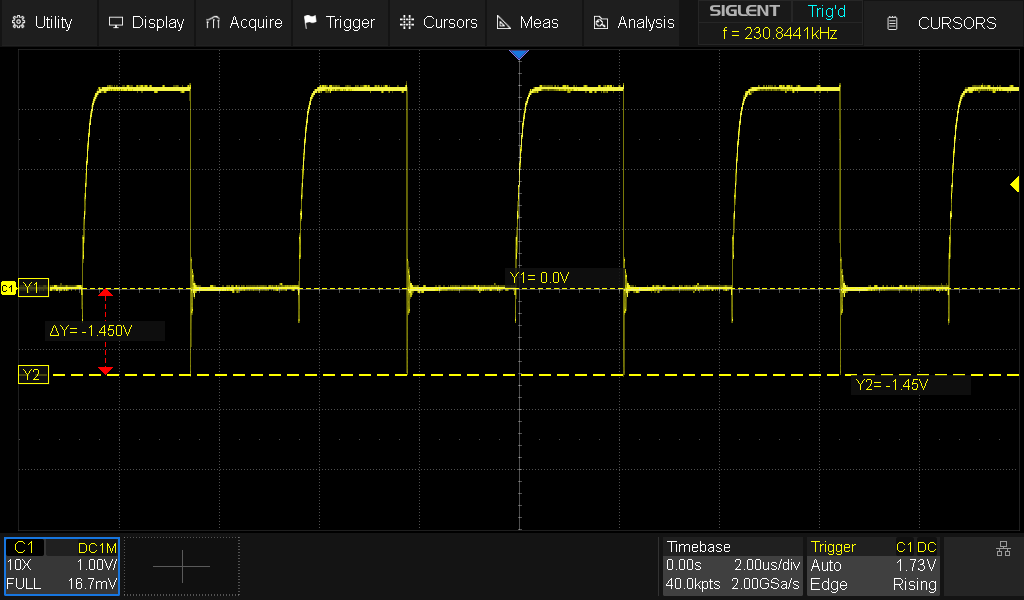 Utility Display Acquire Trigger Cursors Meas Analysis SIGLENT Trig'd CURSORS
f = 230.8441kHz
Y1= 0.0V
C1 Y1
ΔY= -1.450V
Y2
Y2= -1.45V
C1 DC1M
10X 1.00V/
FULL 16.7mV
Timebase
0.00s 2.00us/div
40.0kpts 2.00GSa/s
Trigger C1 DC
Auto 1.73V
Edge Rising